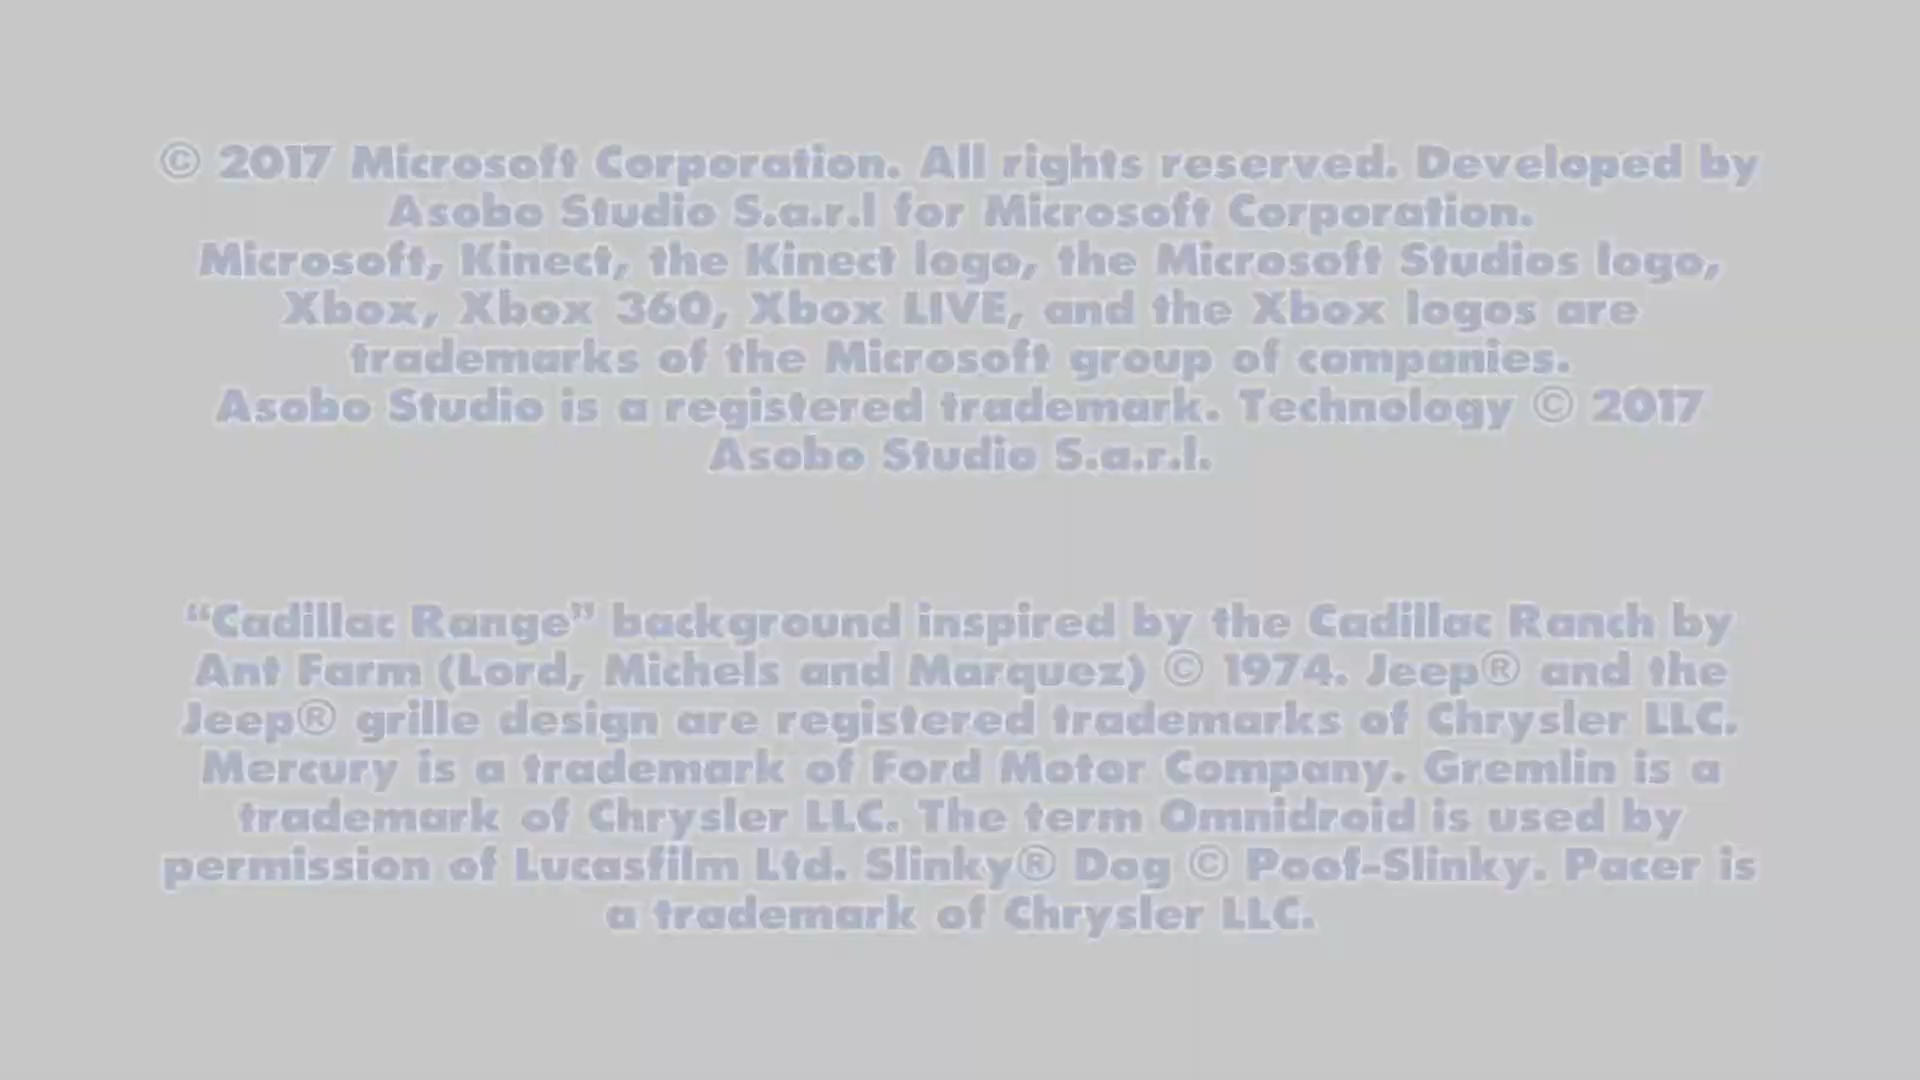 © 2017 Microsoft Corporation. All rights reserved. Developed by
Asobo Studio S.a.r.l for Microsoft Corporation.
Microsoft, Kinect, the Kinect logo, the Microsoft Studios logo,
Xbox, Xbox 360, Xbox LIVE, and the Xbox logos are
trademarks of the Microsoft group of companies.
Asobo Studio is a registered trademark. Technology © 2017
Asobo Studio S.a.r.l.
“Cadillac Range” background inspired by the Cadillac Ranch by
Ant Farm (Lord, Michels and Marquez) © 1974. Jeep® and the
Jeep® grille design are registered trademarks of Chrysler LLC.
Mercury is a trademark of Ford Motor Company. Gremlin is a
trademark of Chrysler LLC. The term Omnidroid is used by
permission of Lucasfilm Ltd. Slinky® Dog © Poof-Slinky. Pacer is
a trademark of Chrysler LLC.